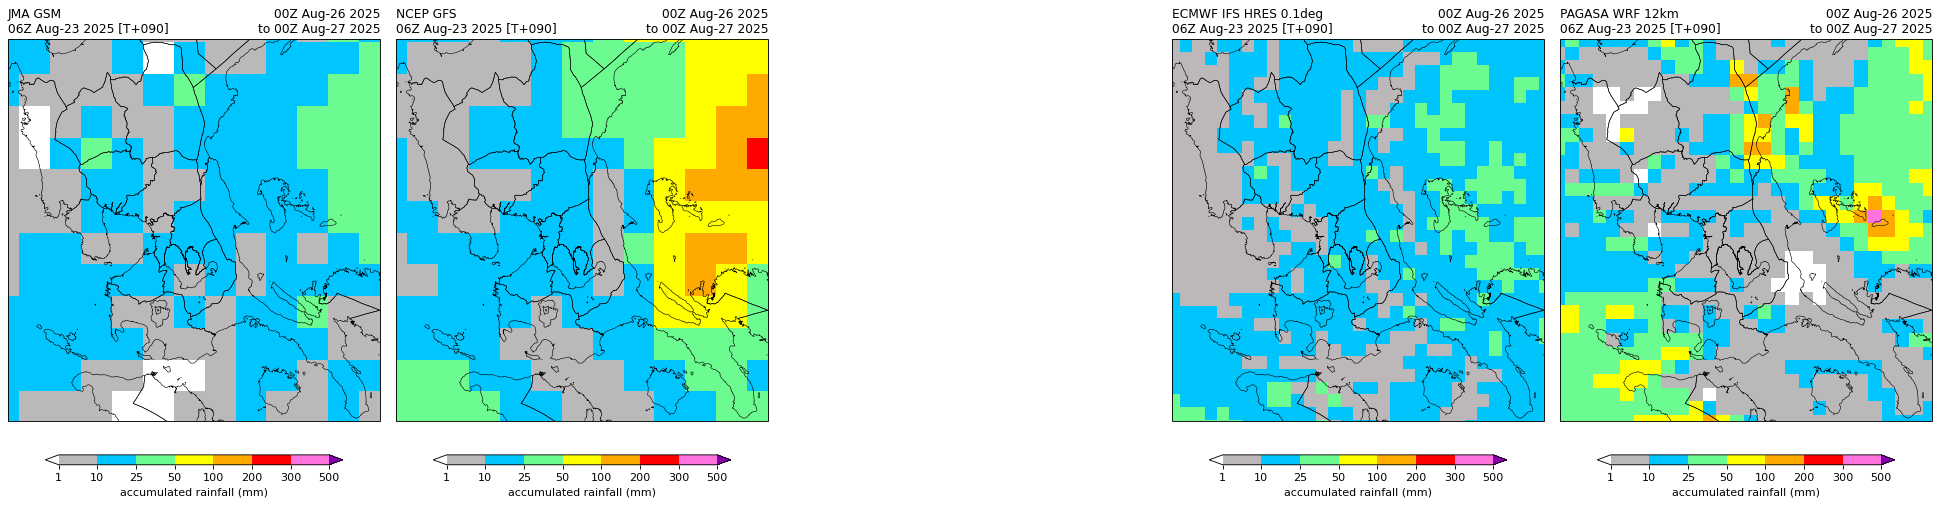 JMA GSM 00Z Aug-26 2025
06Z Aug-23 2025 [T+090] to 00Z Aug-27 2025
1 10 25 50 100 200 300 500
accumulated rainfall (mm)
NCEP GFS 00Z Aug-26 2025
06Z Aug-23 2025 [T+090] to 00Z Aug-27 2025
1 10 25 50 100 200 300 500
accumulated rainfall (mm)
ECMWF IFS HRES 0.1deg 00Z Aug-26 2025
06Z Aug-23 2025 [T+090] to 00Z Aug-27 2025
1 10 25 50 100 200 300 500
accumulated rainfall (mm)
PAGASA WRF 12km 00Z Aug-26 2025
06Z Aug-23 2025 [T+090] to 00Z Aug-27 2025
1 10 25 50 100 200 300 500
accumulated rainfall (mm)